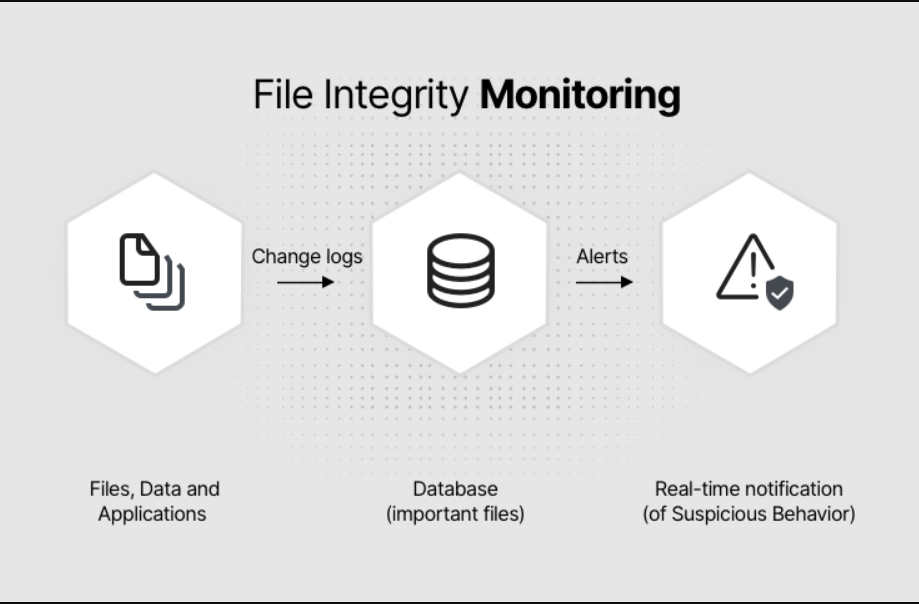 File Integrity Monitoring
Change logs
Alerts
Files, Data and
Applications
Database
(important files)
Real-time notification
(of Suspicious Behavior)